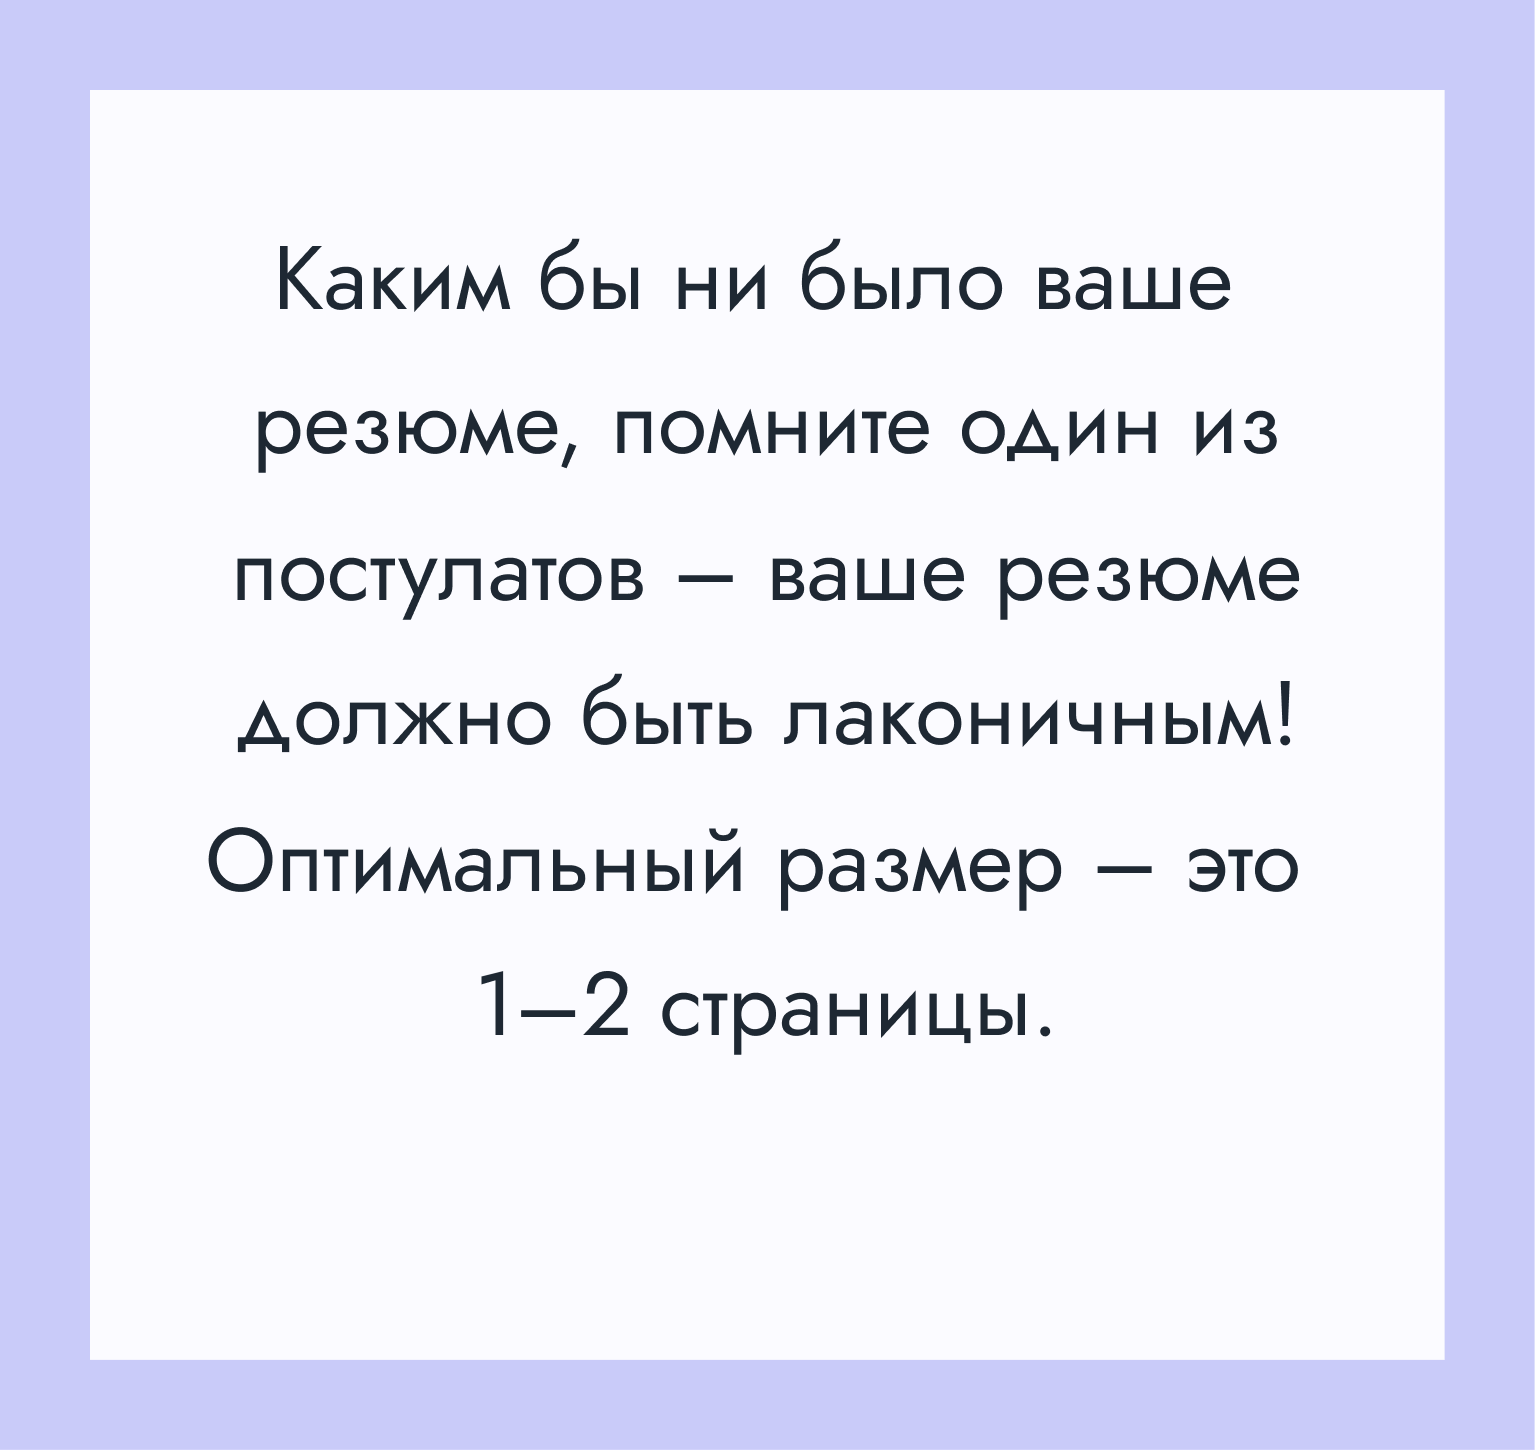 Каким бы ни было ваше
резюме, помните один из
постулатов – ваше резюме
должно быть лаконичным!
Оптимальный размер – это
1–2 страницы.